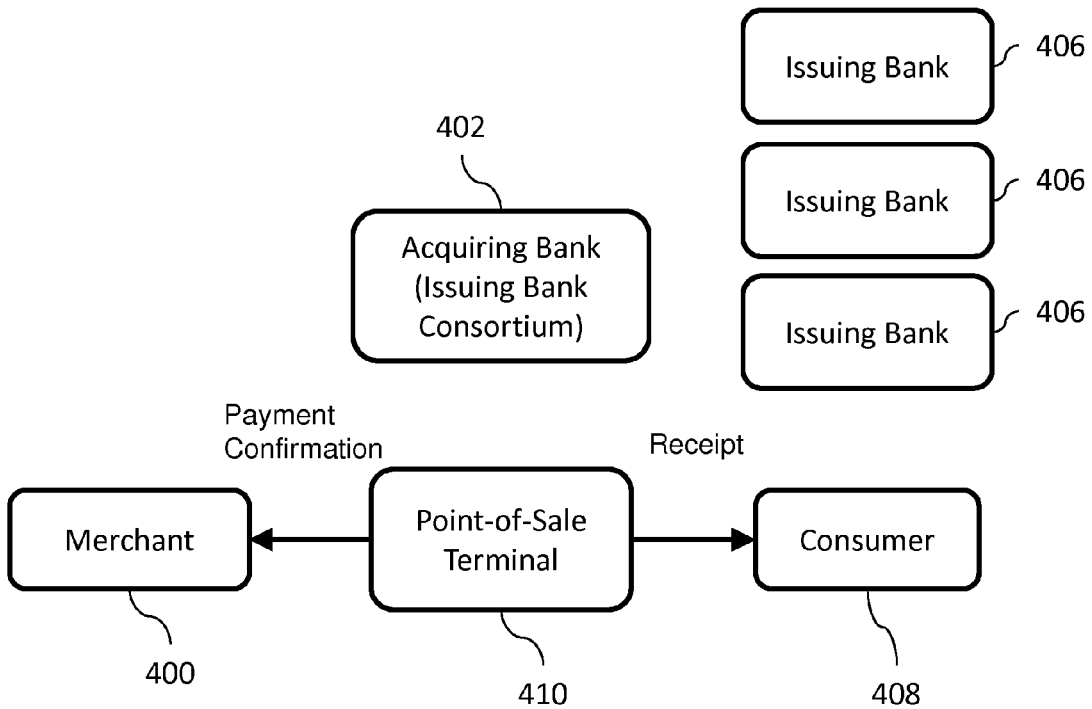 Issuing Bank
406
402
Issuing Bank
406
Acquiring Bank
(Issuing Bank
Consortium)
Issuing Bank
406
Payment
Confirmation
Receipt
Merchant
Point-of-Sale
Terminal
Consumer
400
410
408